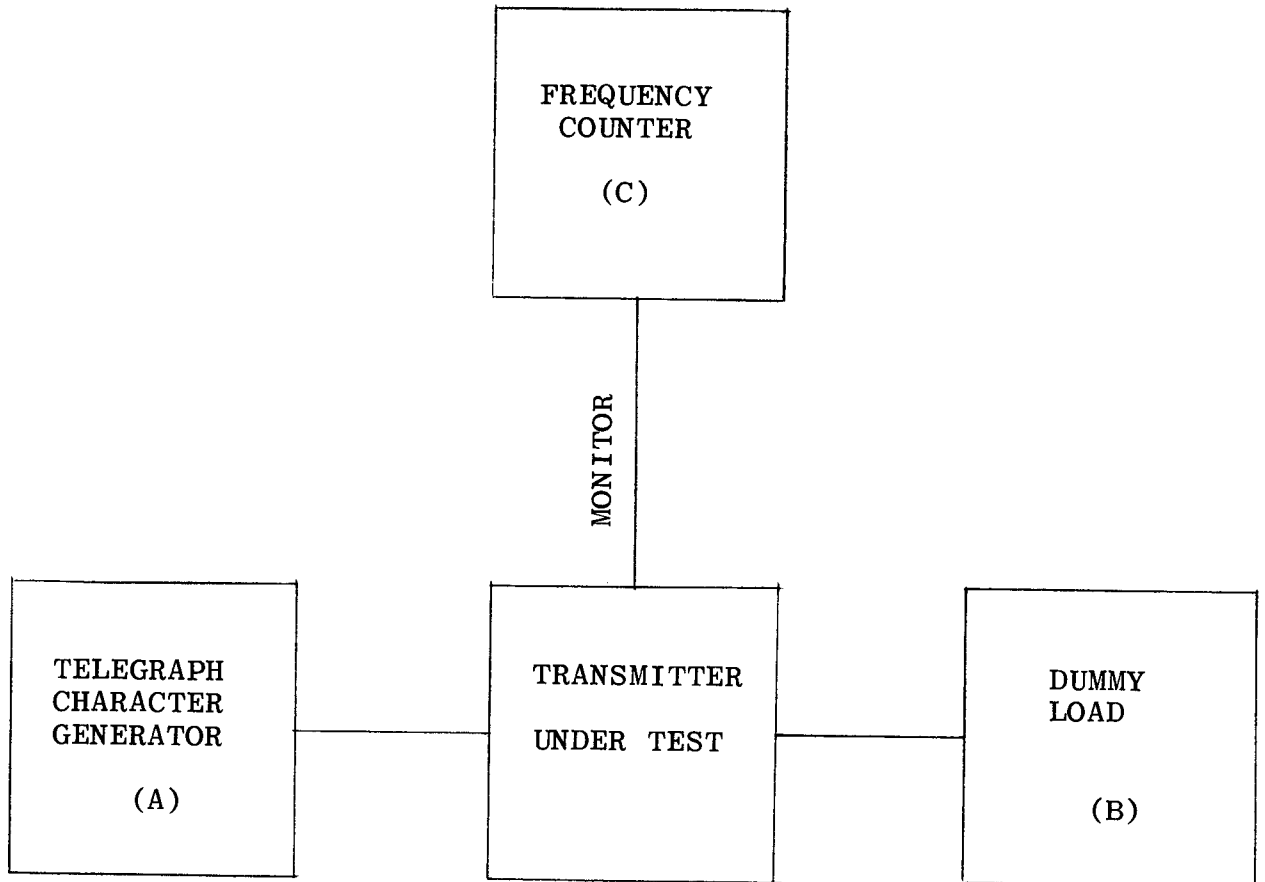 FREQUENCY
COUNTER
(C)
MONITOR
TELEGRAPH
CHARACTER
GENERATOR
(A)
TRANSMITTER
UNDER TEST
DUMMY
LOAD
(B)